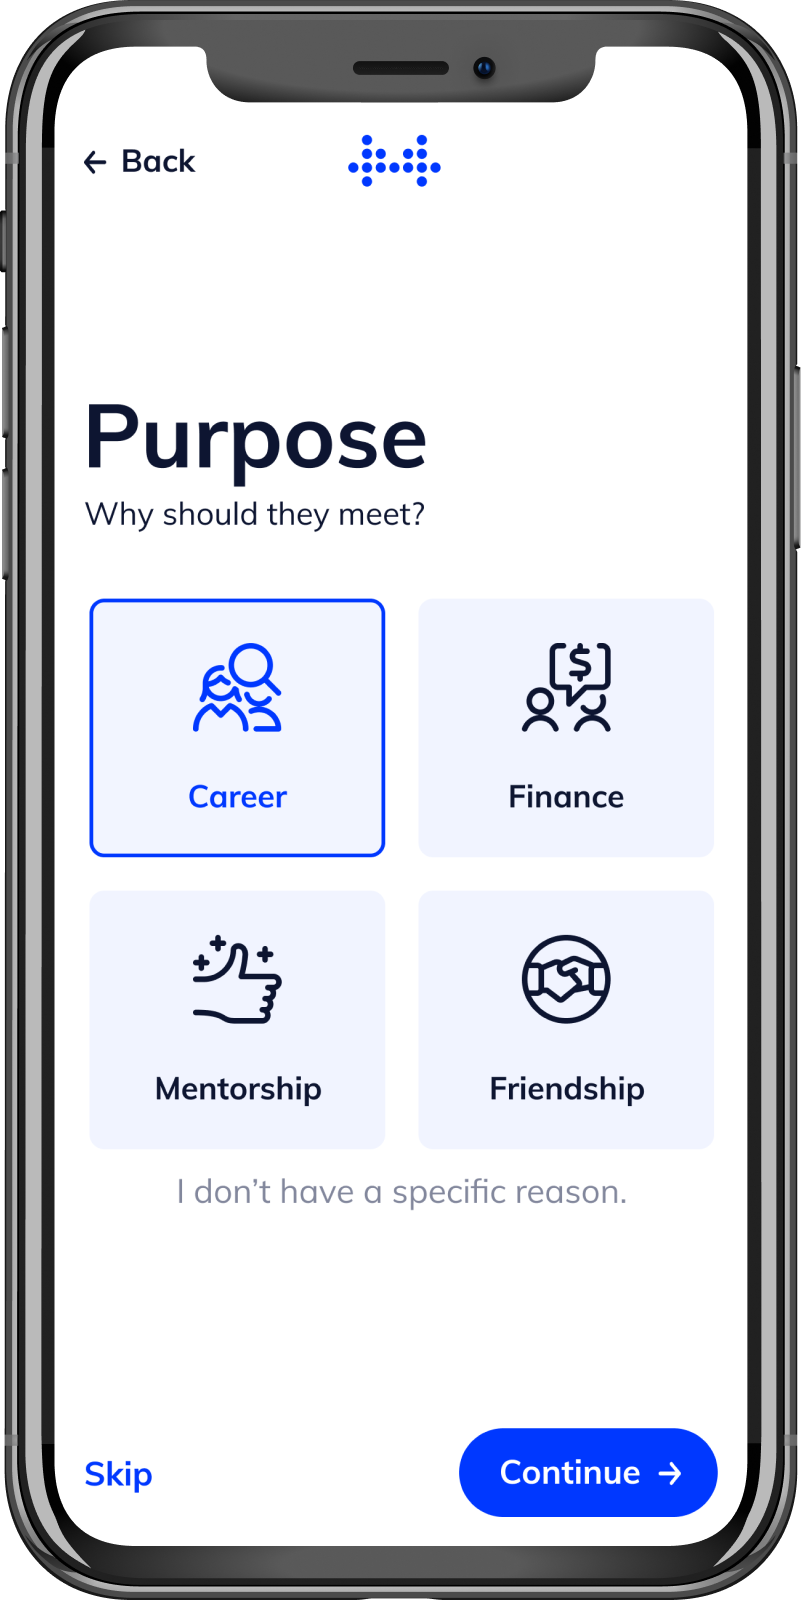 Back
Purpose
Why should they meet?
Career
Finance
Mentorship
Friendship
I don’t have a specific reason.
Skip
Continue